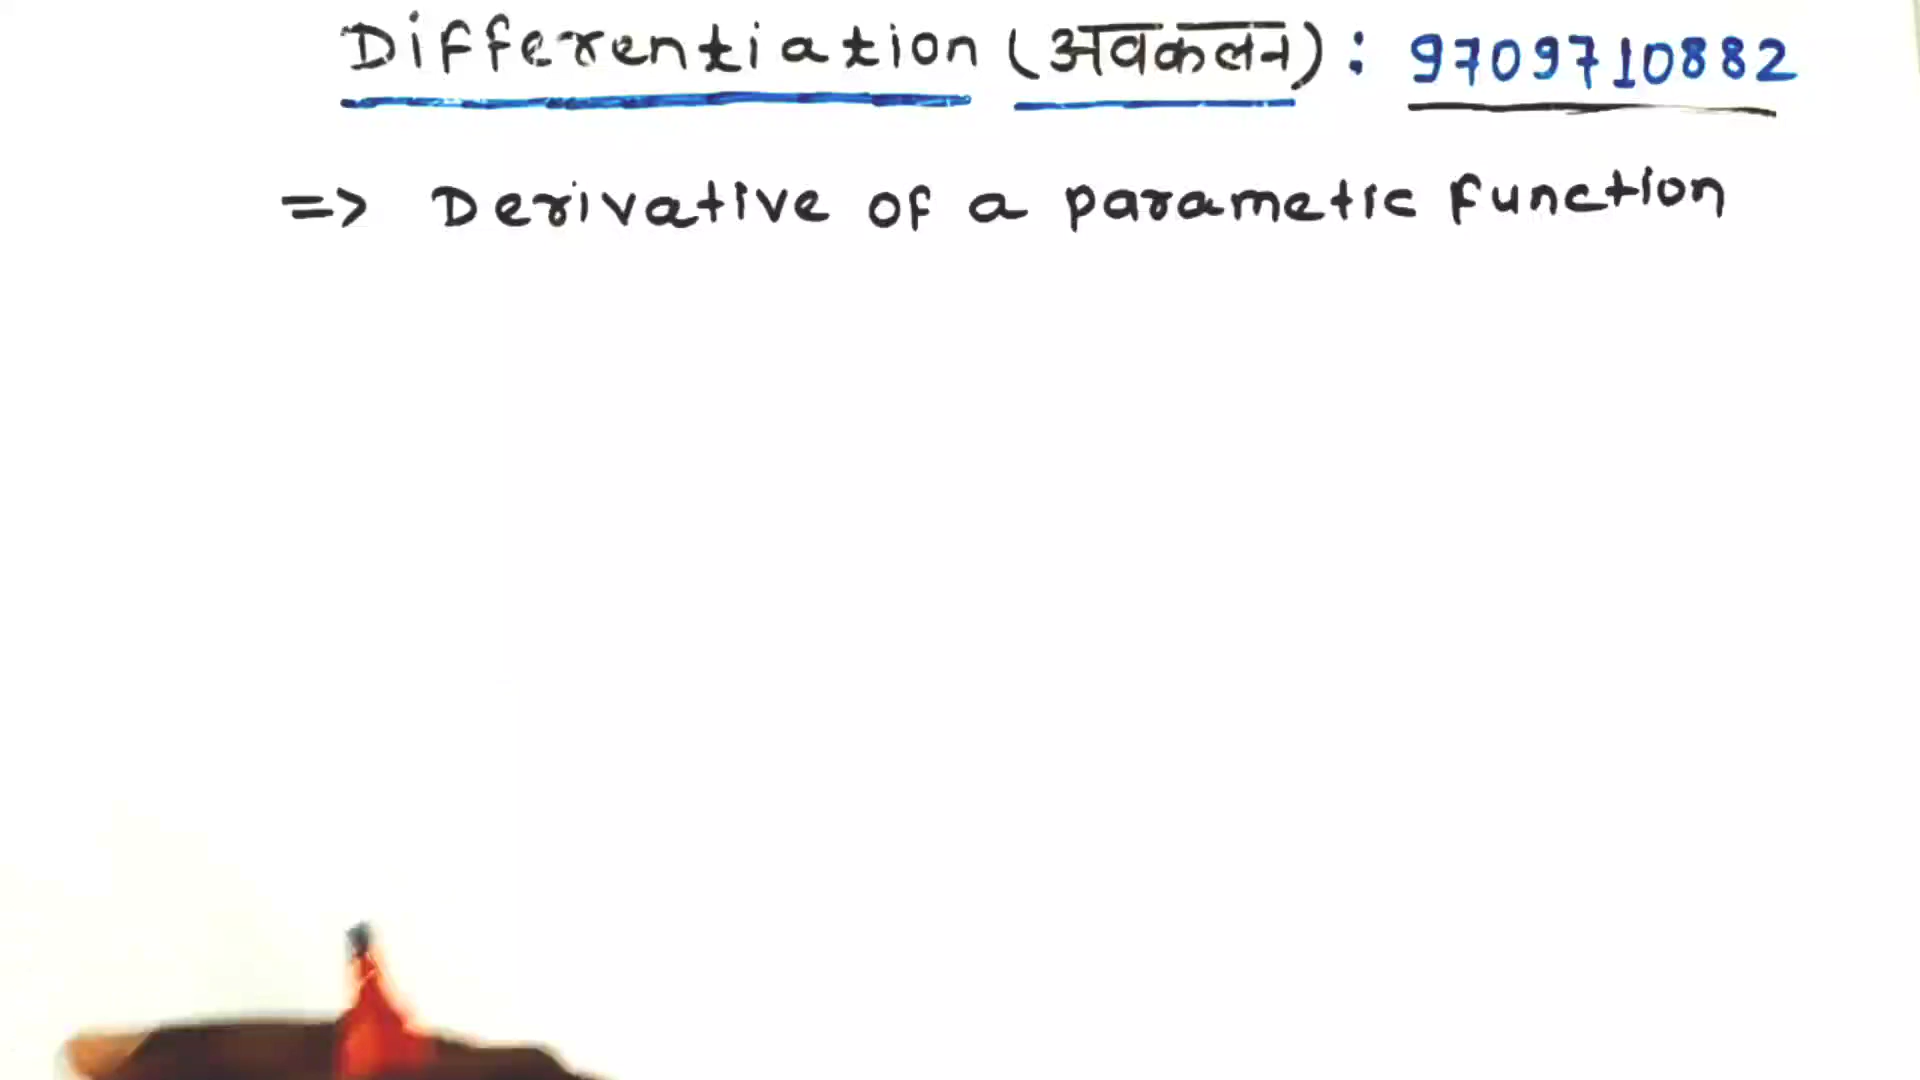 Differentiation (अवकलन) : 9709710882
=> Derivative of a parametic function